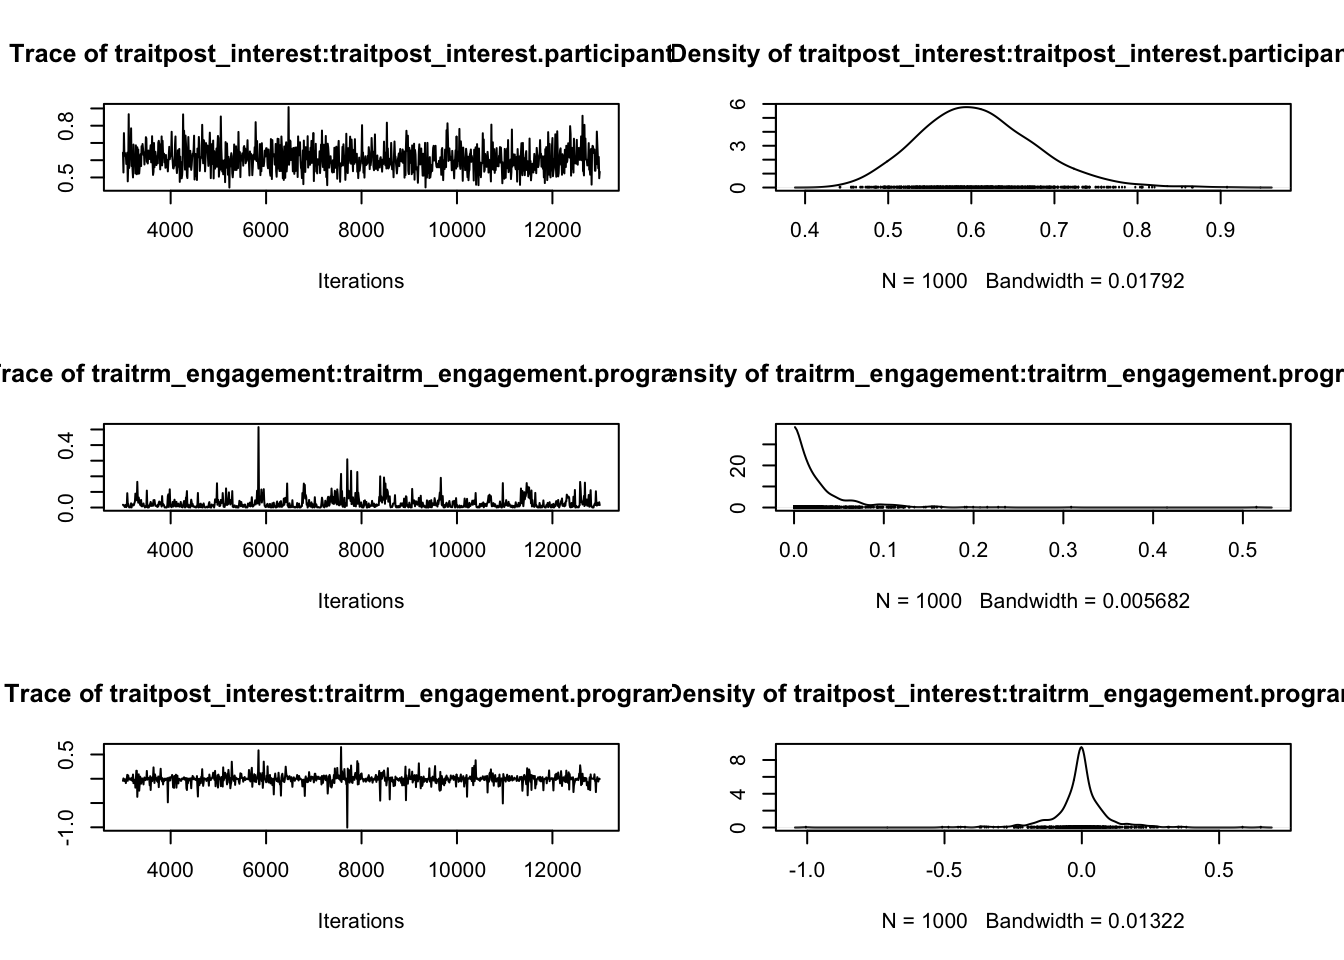 Trace of traitpost_interest:traitpost_interest.participant
Density of traitpost_interest:traitpost_interest.participan
0.5 0.8
4000 6000 8000 10000 12000
Iterations
0 3 6
0.4 0.5 0.6 0.7 0.8 0.9
N = 1000 Bandwidth = 0.01792
race of traitrm_engagement:traitrm_engagement.progra
nsity of traitrm_engagement:traitrm_engagement.progr
0.0 0.4
4000 6000 8000 10000 12000
Iterations
0 20
0.0 0.1 0.2 0.3 0.4 0.5
N = 1000 Bandwidth = 0.005682
Trace of traitpost_interest:traitrm_engagement.program
Density of traitpost_interest:traitrm_engagement.program
-1.0 0.5
4000 6000 8000 10000 12000
Iterations
0 4 8
-1.0 -0.5 0.0 0.5
N = 1000 Bandwidth = 0.01322